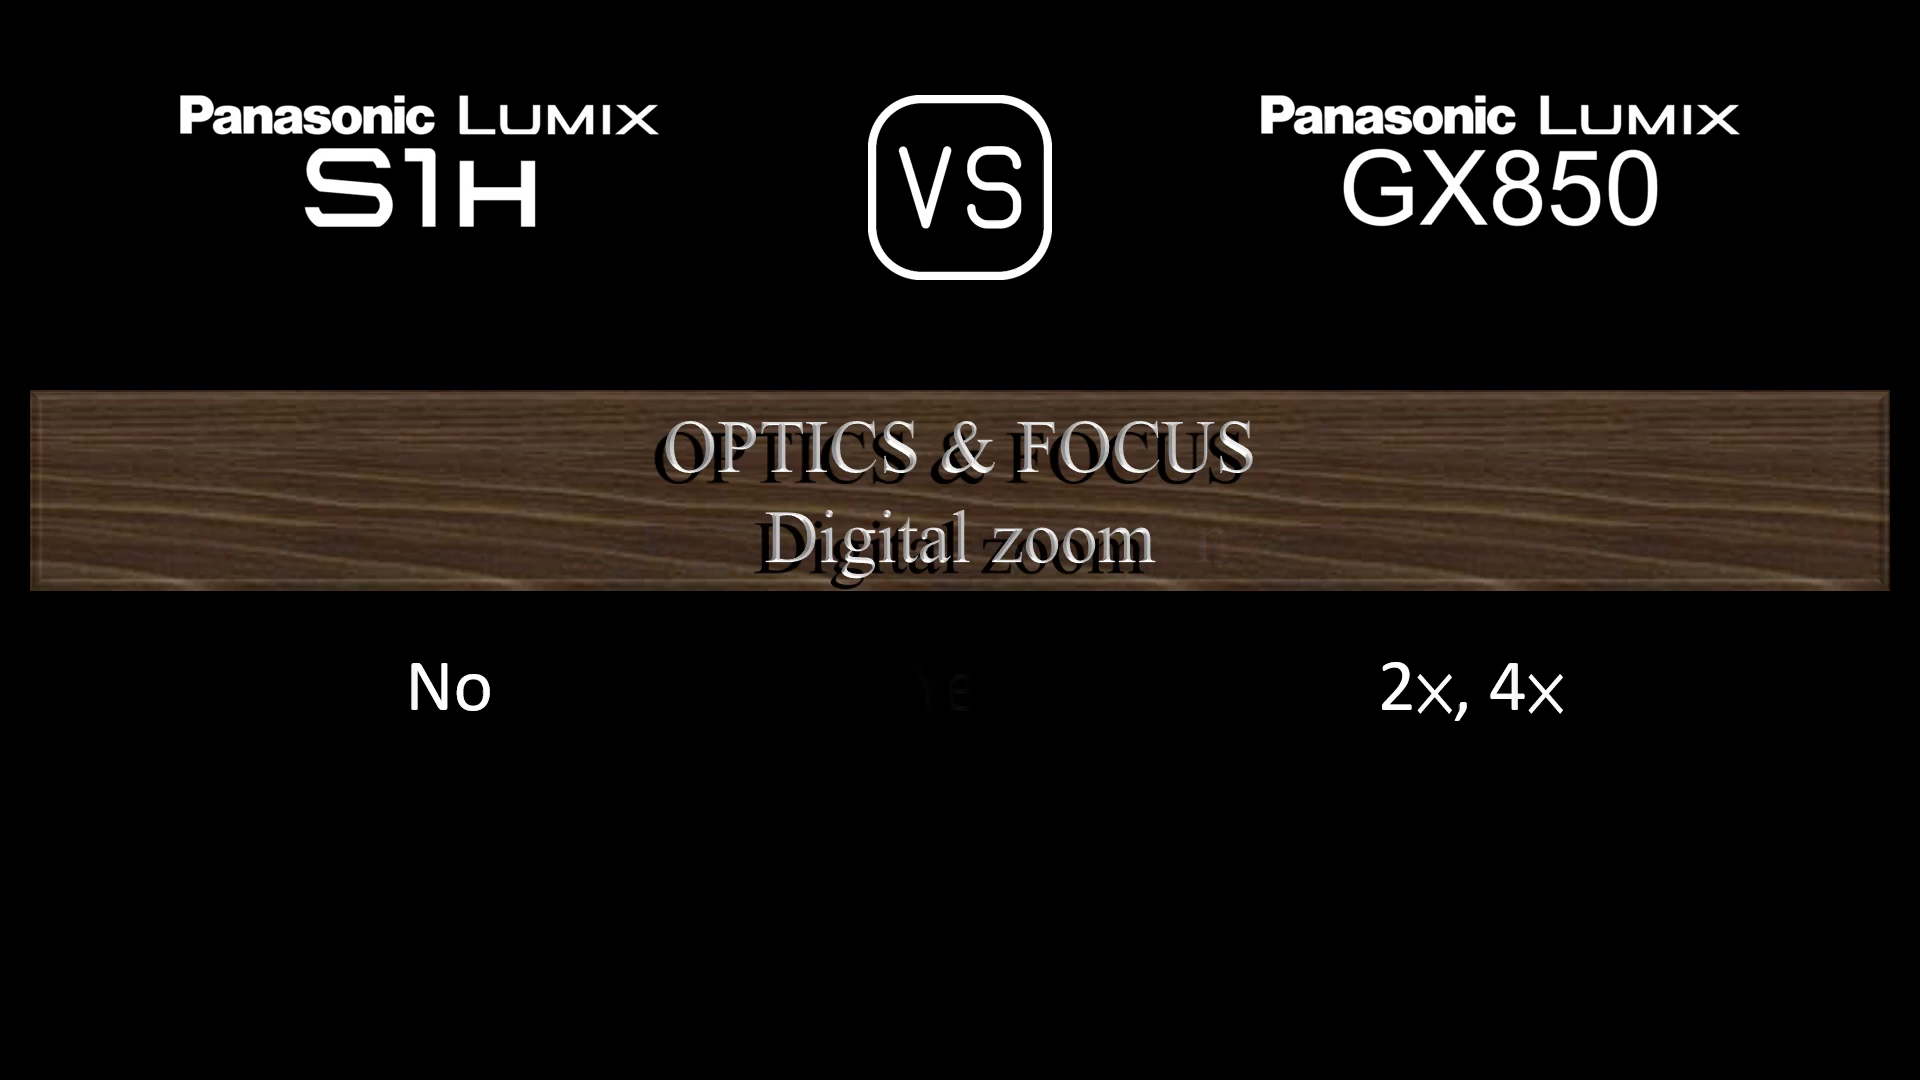 Panasonic LUMIX
S1H
VS
Panasonic LUMIX
GX850
OPTICS & FOCUS
Digital zoom
No
2x, 4x